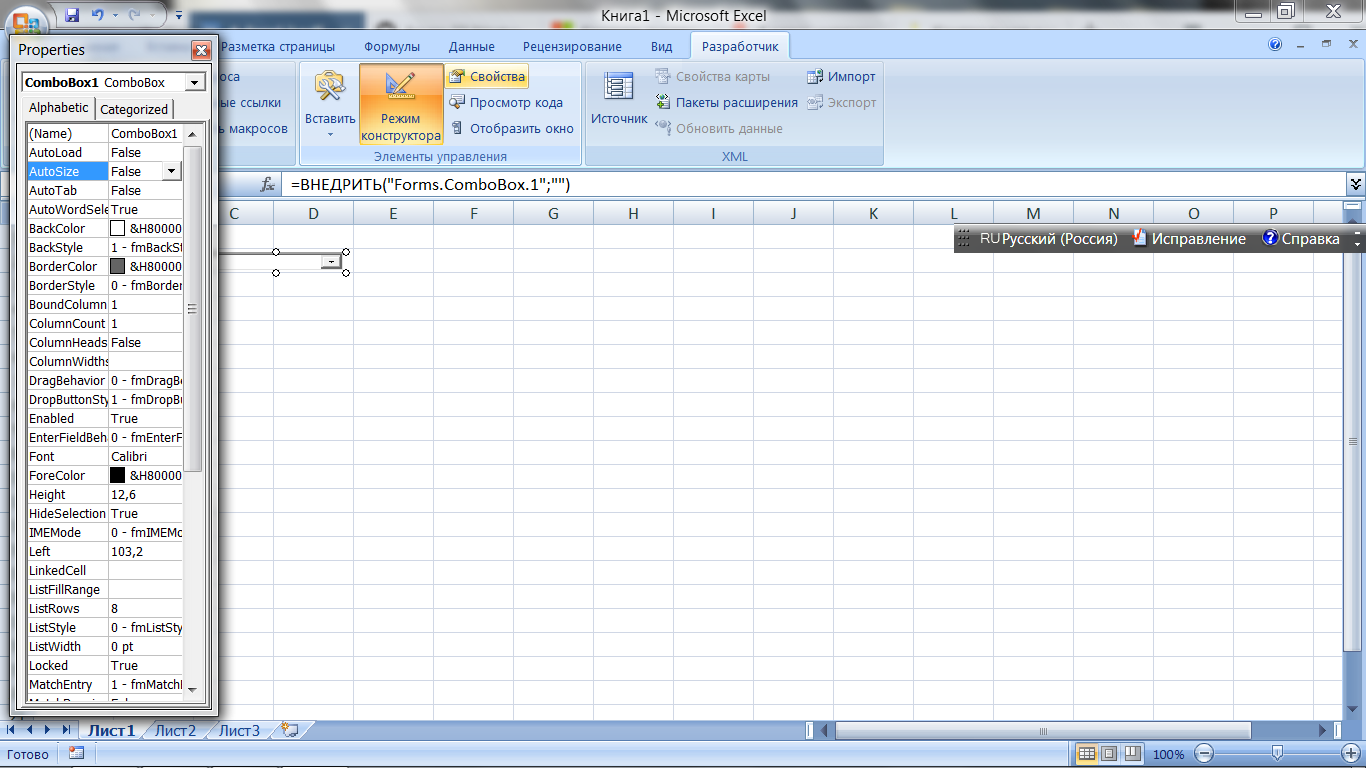 Книга1 - Microsoft Excel
Properties
Разметка страницы Формулы Данные Рецензирование Вид Разработчик
ComboBox1 ComboBox
Alphabetic Categorized
Вставить
Режим конструктора
Свойства
Просмотр кода
Отобразить окно
Элементы управления
Источник
Свойства карты
Пакеты расширения
Обновить данные
Импорт
Экспорт
XML
fx =ВНЕДРИТЬ("Forms.ComboBox.1";"")
C D E F G H I J K L M N O P
RU Русский (Россия) Исправление Справка
(Name) ComboBox1
AutoLoad False
AutoSize False
AutoTab False
AutoWordSele True
BackColor &H80000
BackStyle 1 - fmBackSt
BorderColor &H80000
BorderStyle 0 - fmBorder
BoundColumn 1
ColumnCount 1
ColumnHeads False
ColumnWidths
DragBehavior 0 - fmDragBe
DropButtonSty 1 - fmDropBu
Enabled True
EnterFieldBeh 0 - fmEnterF
Font Calibri
ForeColor &H80000
Height 12,6
HideSelection True
IMEMode 0 - fmIMEMo
Left 103,2
LinkedCell
ListFillRange
ListRows 8
ListStyle 0 - fmListSty
ListWidth 0 pt
Locked True
MatchEntry 1 - fmMatchE
Лист1 Лист2 Лист3
Готово 100%